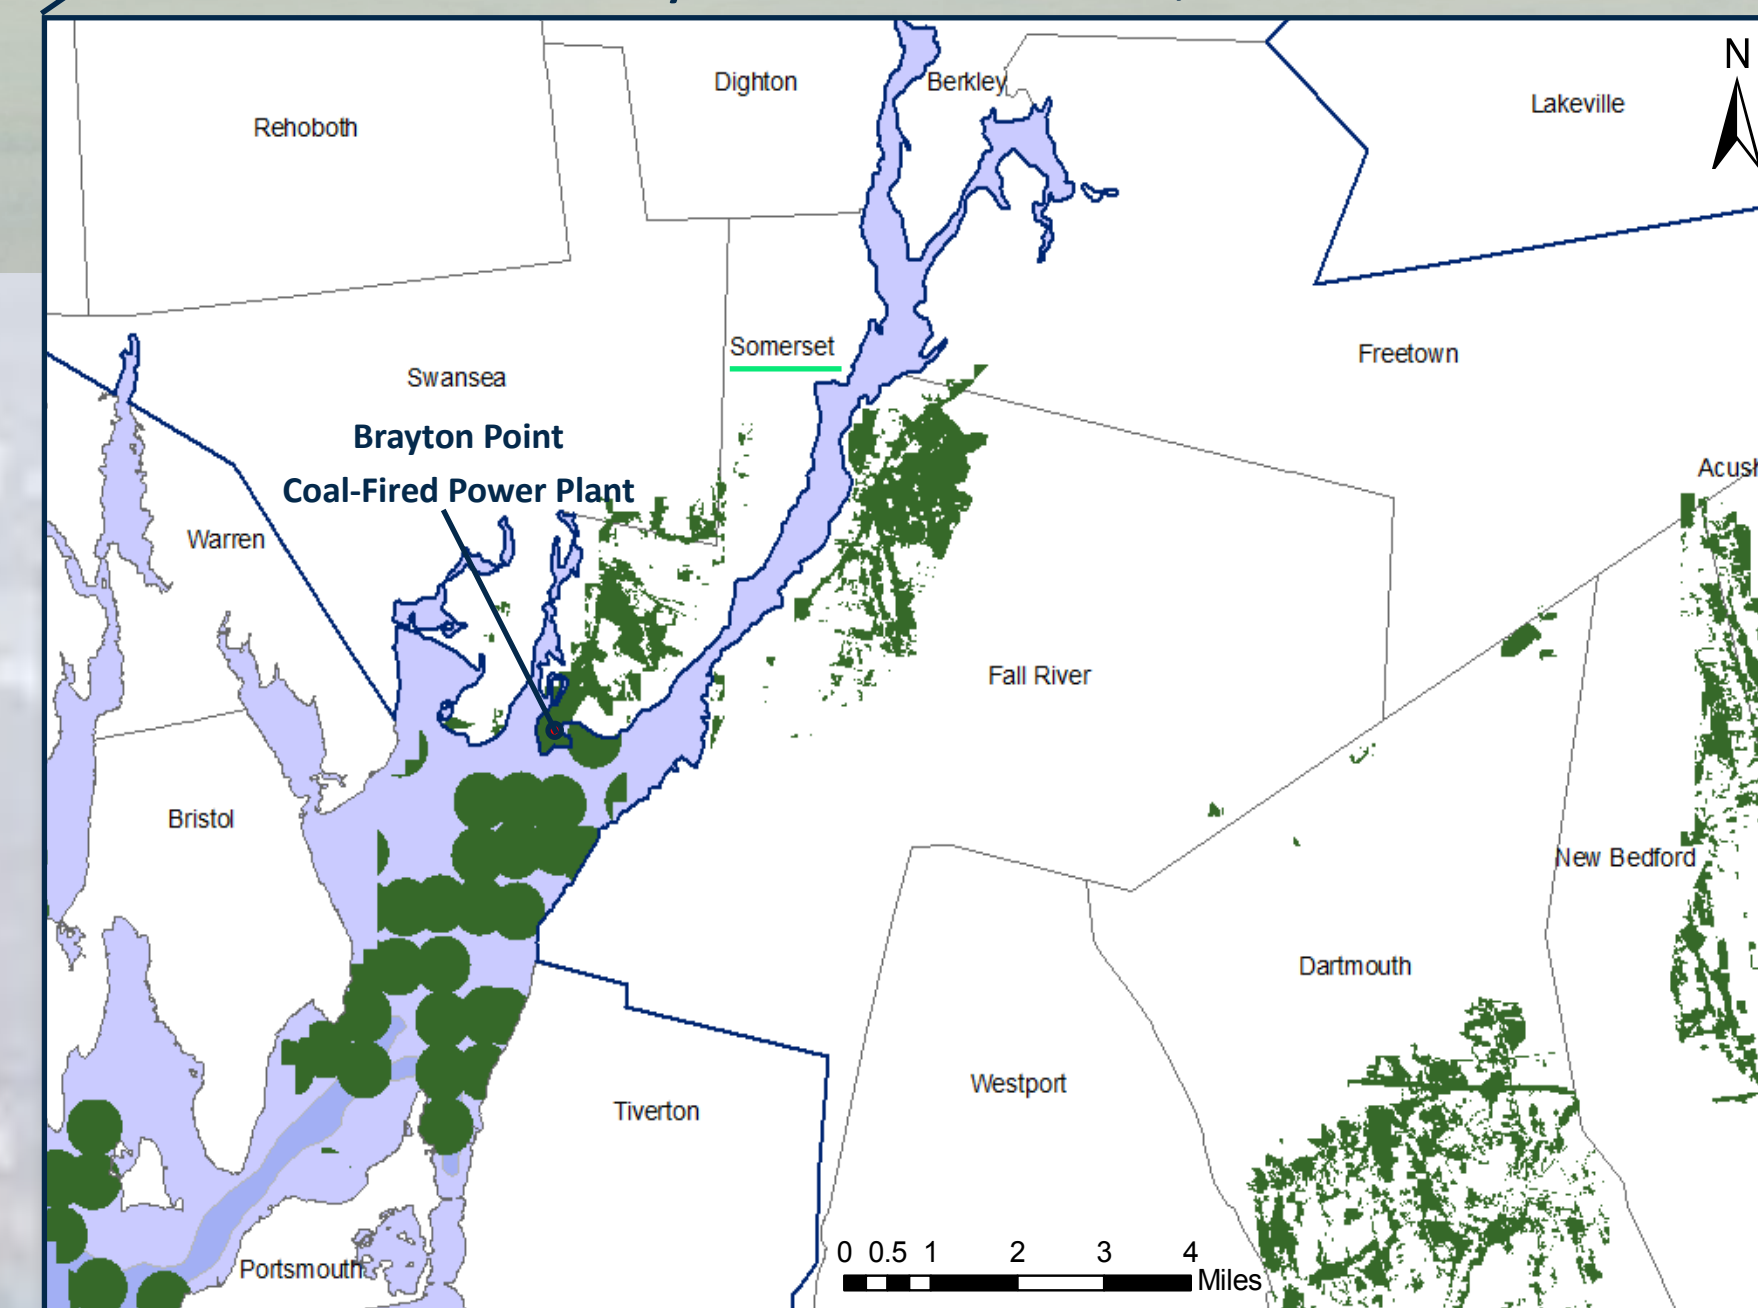 N
Dighton
Berkley
Lakeville
Rehoboth
Somerset
Freetown
Swansea
Brayton Point
Coal-Fired Power Plant
Warren
Fall River
Bristol
New Bedford
Dartmouth
Westport
Tiverton
Portsmouth
0 0.5 1 2 3 4
Miles